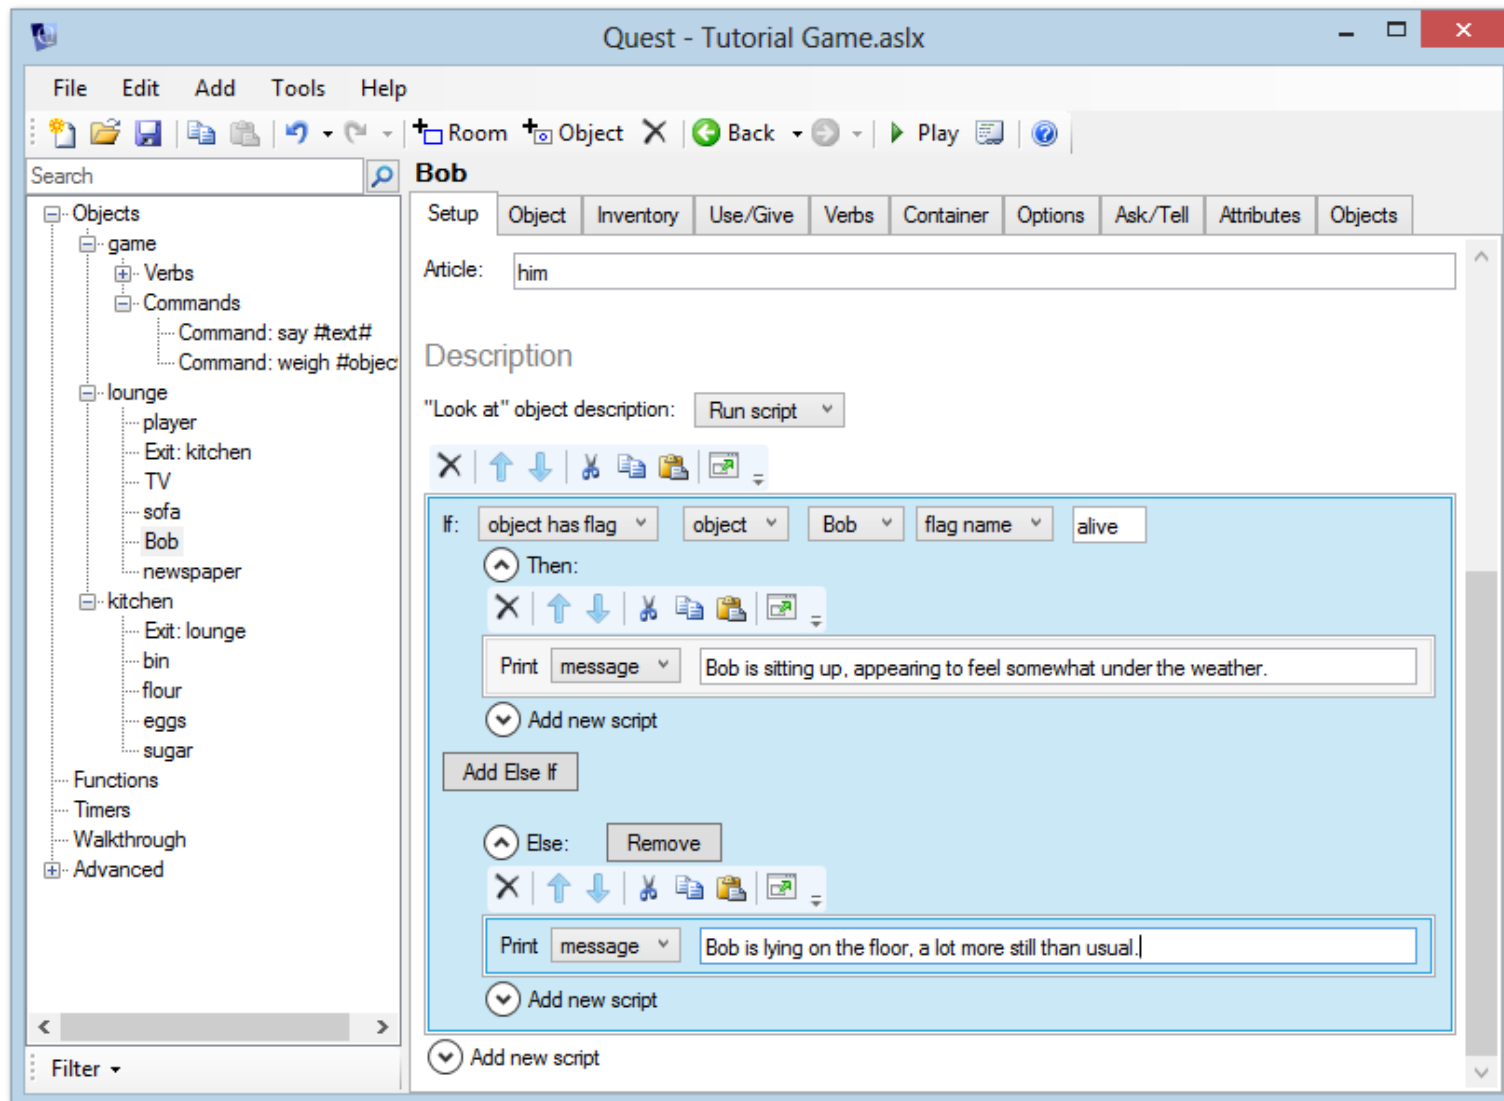 Quest - Tutorial Game.aslx
File Edit Add Tools Help
Room Object Back Play
Search
Objects
game
Verbs
Commands
Command: say #text#
Command: weigh #objec
lounge
player
Exit: kitchen
TV
sofa
Bob
newspaper
kitchen
Exit: lounge
bin
flour
eggs
sugar
Functions
Timers
Walkthrough
Advanced
Filter
Bob
Setup Object Inventory Use/Give Verbs Container Options Ask/Tell Attributes Objects
Article: him
Description
"Look at" object description: Run script
If: object has flag object Bob flag name alive
Then:
Print message Bob is sitting up, appearing to feel somewhat under the weather.
Add new script
Add Else If
Else: Remove
Print message Bob is lying on the floor, a lot more still than usual.
Add new script
Add new script